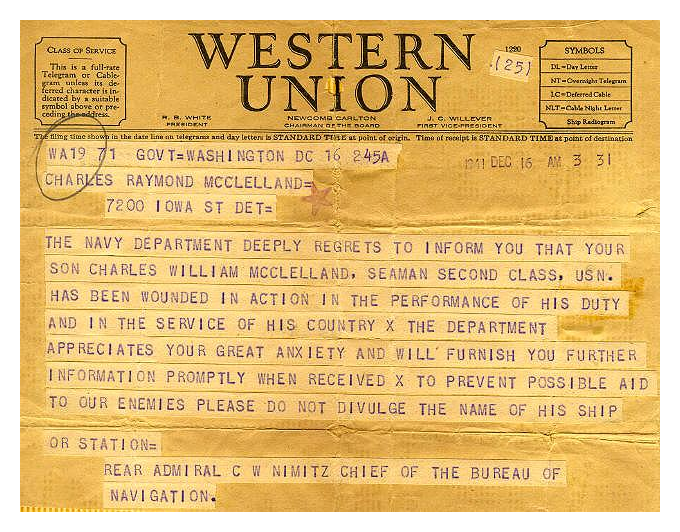 CLASS OF SERVICE
This is a full-rate
Telegram or Cable-
gram unless its de-
ferred character is in-
dicated by a suitable
symbol above or pre-
ceding the address.
WESTERN
UNION
1220
(25)
R. B. WHITE
PRESIDENT
NEWCOMB CARLTON
CHAIRMAN OF THE BOARD
J. C. WILLEVER
FIRST VICE-PRESIDENT
SYMBOLS
DL=Day Letter
NT=Overnight Telegram
LC=Deferred Cable
NLT=Cable Night Letter
Ship Radiogram
The filing time shown in the date line on telegrams and day letters is STANDARD TIME at point of origin. Time of receipt is STANDARD TIME at point of destination
WA19 71 GOVT=WASHINGTON DC 16 245A
1941 DEC 16 AM 3 31
CHARLES RAYMOND MCCLELLAND=
7200 IOWA ST DET=
THE NAVY DEPARTMENT DEEPLY REGRETS TO INFORM YOU THAT YOUR
SON CHARLES WILLIAM MCCLELLAND, SEAMAN SECOND CLASS, USN.
HAS BEEN WOUNDED IN ACTION IN THE PERFORMANCE OF HIS DUTY
AND IN THE SERVICE OF HIS COUNTRY X THE DEPARTMENT
APPRECIATES YOUR GREAT ANXIETY AND WILL FURNISH YOU FURTHER
INFORMATION PROMPTLY WHEN RECEIVED X TO PREVENT POSSIBLE AID
TO OUR ENEMIES PLEASE DO NOT DIVULGE THE NAME OF HIS SHIP
OR STATION=
REAR ADMIRAL C W NIMITZ CHIEF OF THE BUREAU OF
NAVIGATION.